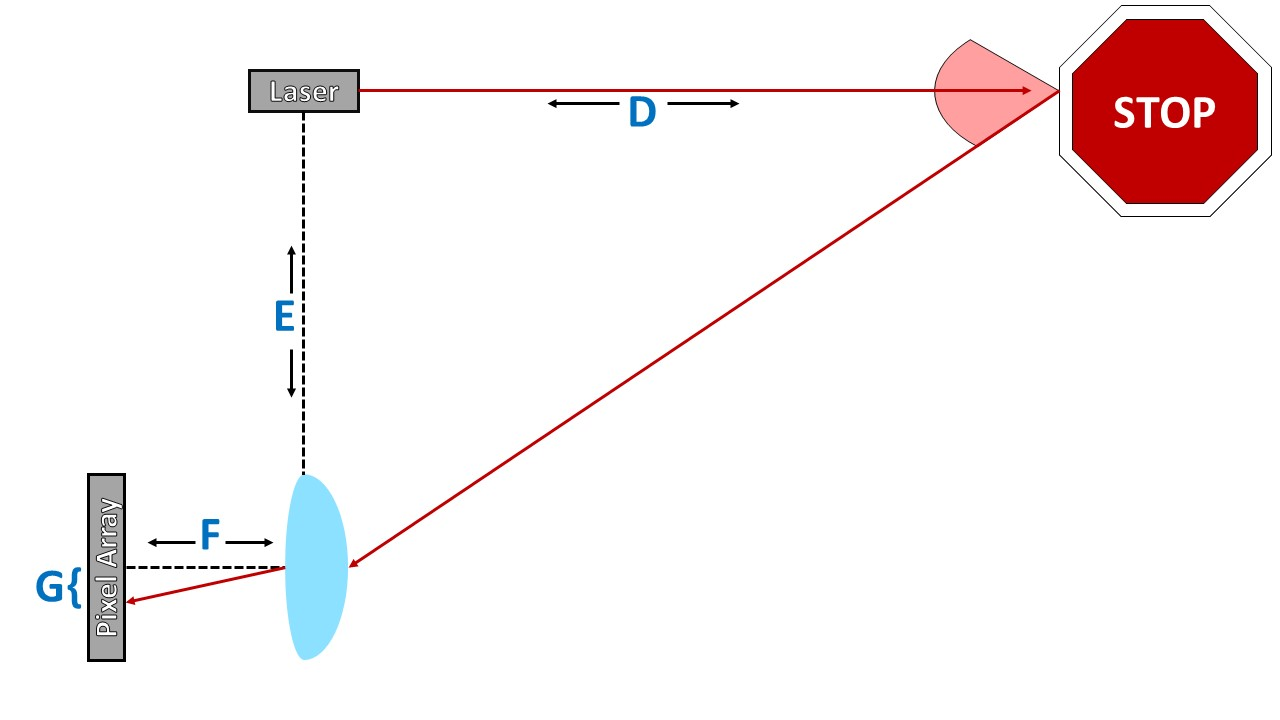 Laser
D
STOP
E
F
G{
Pixel Array